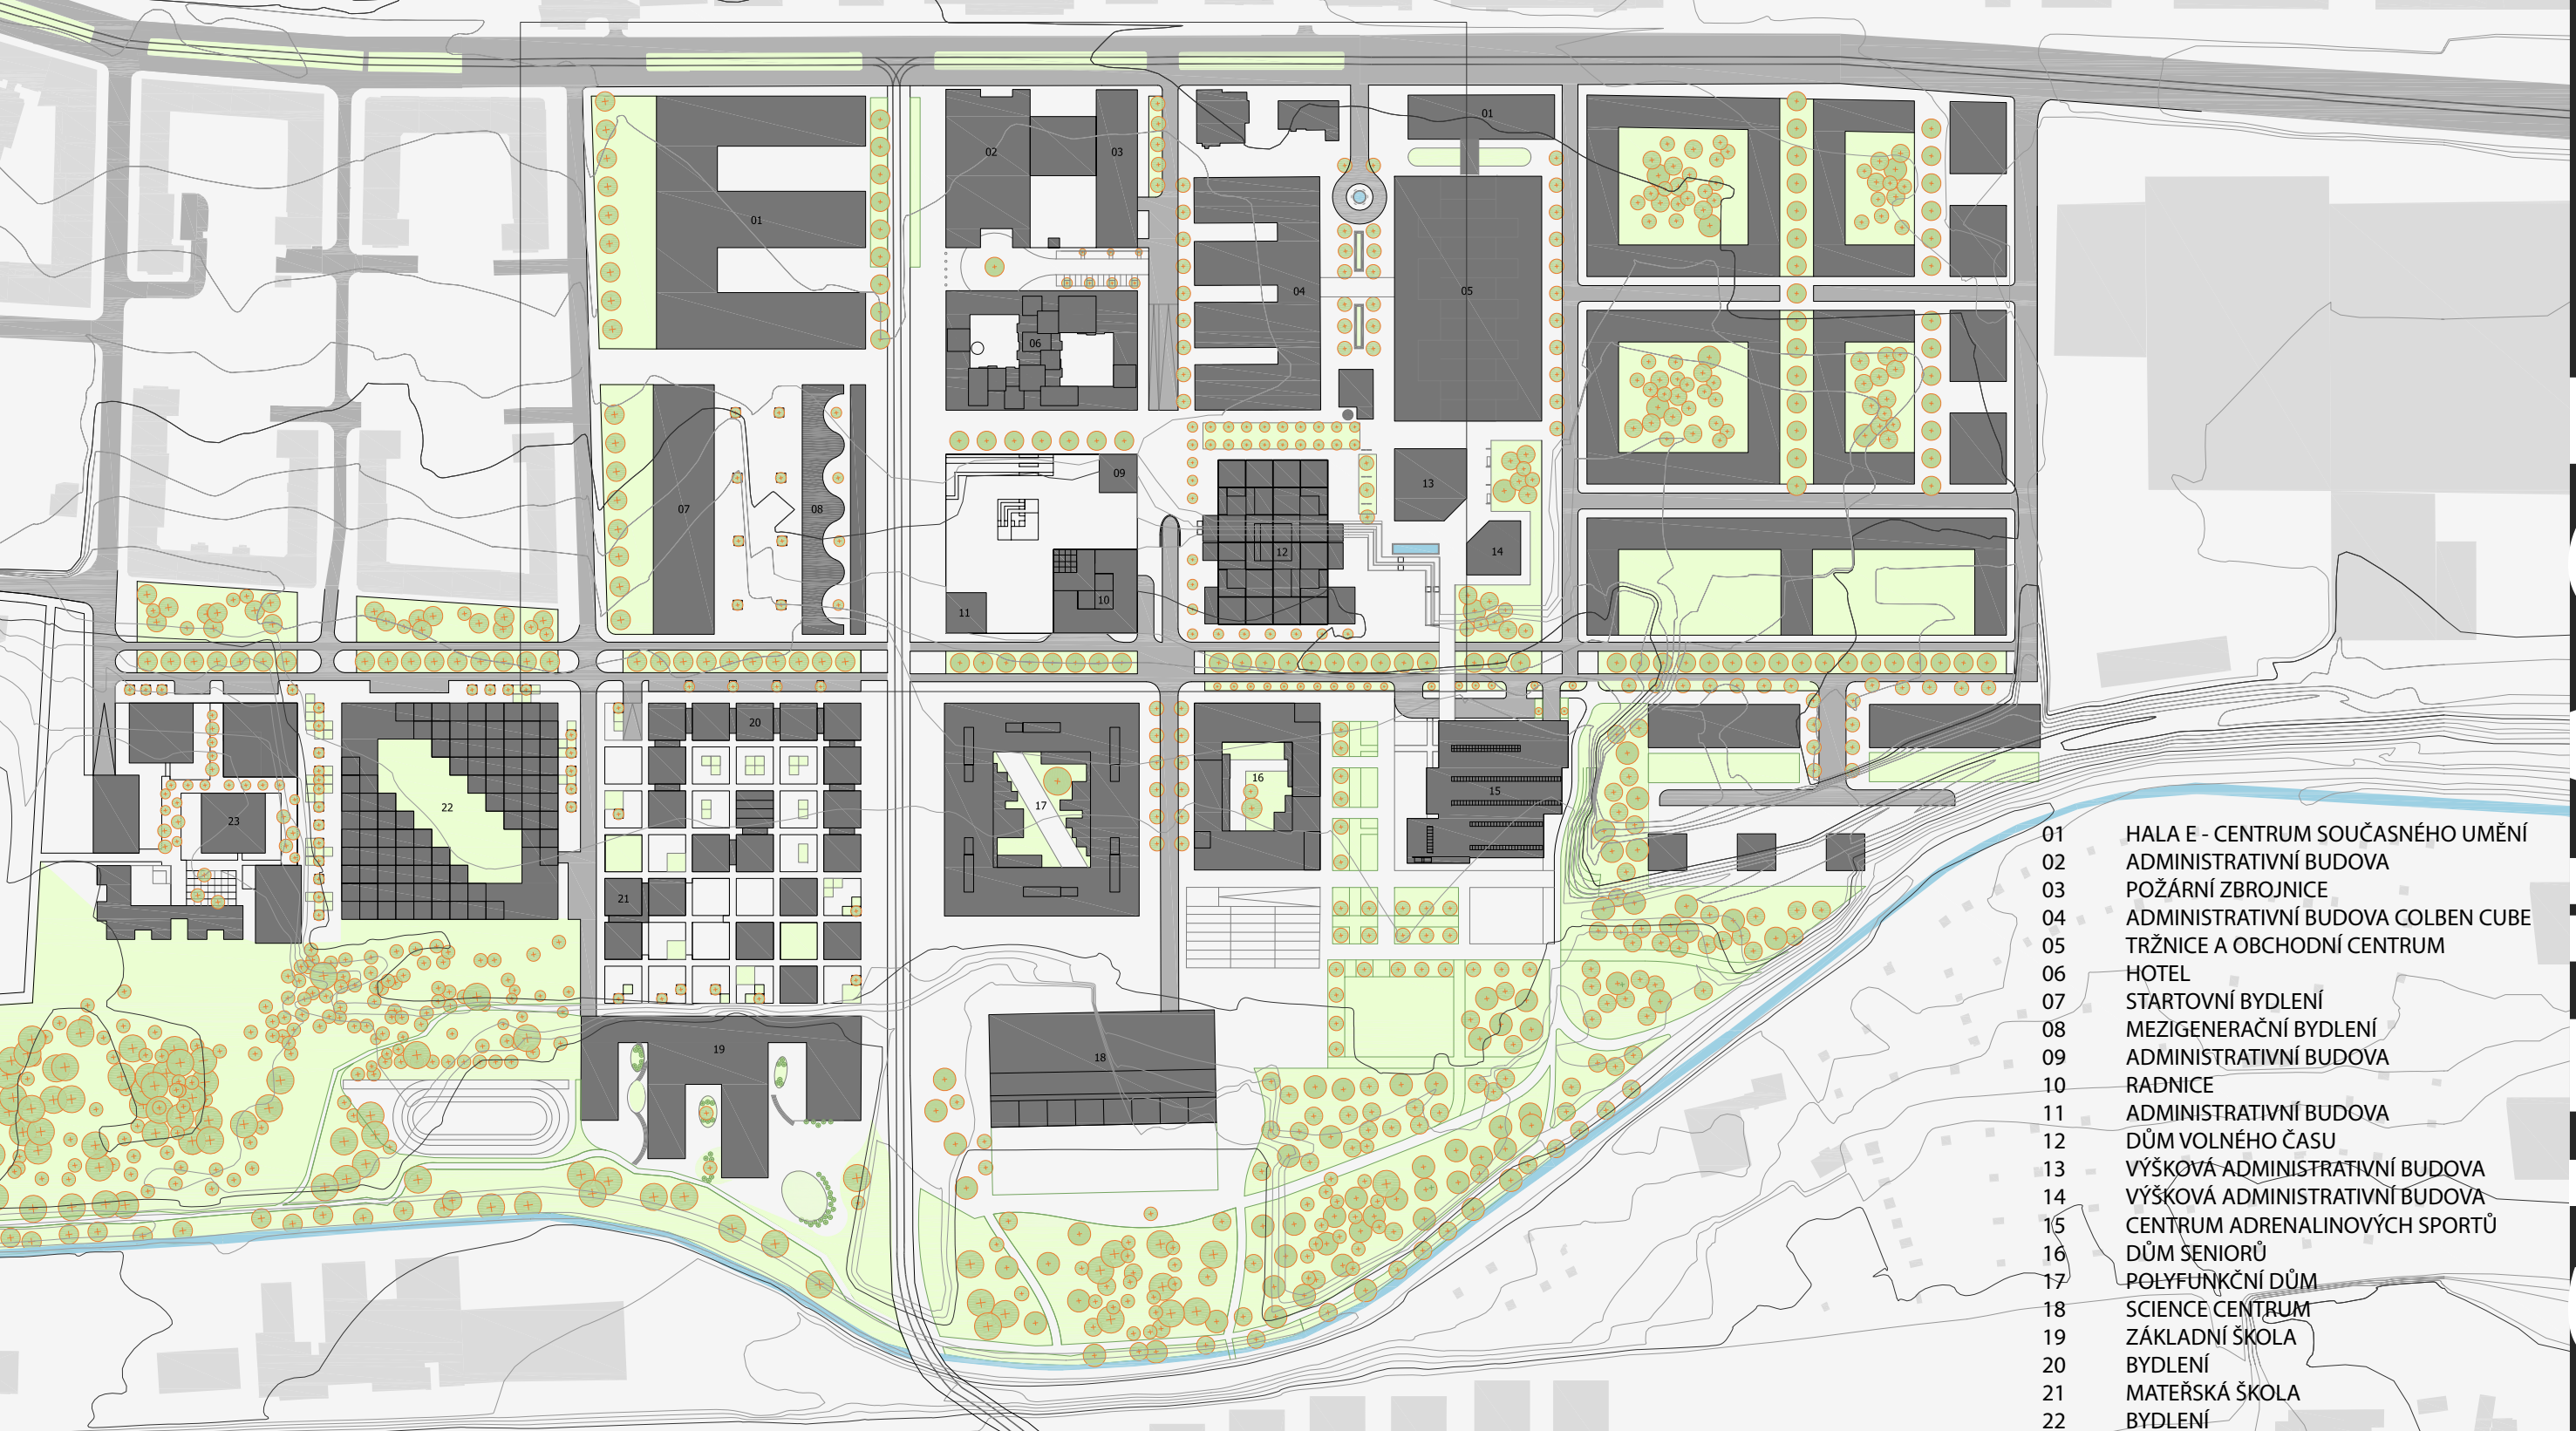 01
02
03
01
04
05
06
07
08
09
10
11
12
13
14
20
22
23
21
17
16
15
19
18
01 HALA E - CENTRUM SOUČASNÉHO UMĚNÍ
02 ADMINISTRATIVNÍ BUDOVA
03 POŽÁRNÍ ZBROJNICE
04 ADMINISTRATIVNÍ BUDOVA COLBEN CUBE
05 TRŽNICE A OBCHODNÍ CENTRUM
06 HOTEL
07 STARTOVNÍ BYDLENÍ
08 MEZIGENERAČNÍ BYDLENÍ
09 ADMINISTRATIVNÍ BUDOVA
10 RADNICE
11 ADMINISTRATIVNÍ BUDOVA
12 DŮM VOLNÉHO ČASU
13 VÝŠKOVÁ ADMINISTRATIVNÍ BUDOVA
14 VÝŠKOVÁ ADMINISTRATIVNÍ BUDOVA
15 CENTRUM ADRENALINOVÝCH SPORTŮ
16 DŮM SENIORŮ
17 POLYFUNKČNÍ DŮM
18 SCIENCE CENTRUM
19 ZÁKLADNÍ ŠKOLA
20 BYDLENÍ
21 MATEŘSKÁ ŠKOLA
22 BYDLENÍ